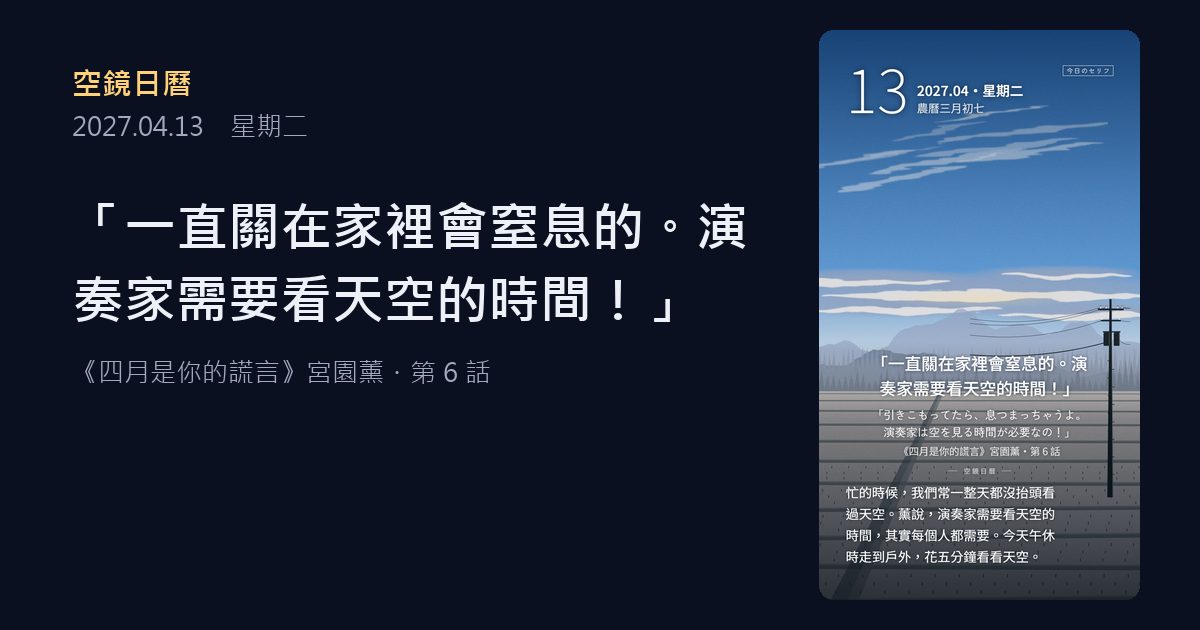 空鏡日曆
2027.04.13 星期二
「一直關在家裡會窒息的。演
奏家需要看天空的時間！」
《四月是你的謊言》宮園薰．第 6 話
13
2027.04・星期二
農曆三月初七
今日のセリフ
「一直關在家裡會窒息的。演
奏家需要看天空的時間！」
「引きこもってたら、息つまっちゃうよ。
演奏家は空を見る時間が必要なの！」
《四月是你的謊言》宮園薰・第 6 話
空鏡日曆
忙的時候，我們常一整天都沒抬頭看
過天空。薰說，演奏家需要看天空的
時間，其實每個人都需要。今天午休
時走到戶外，花五分鐘看看天空。